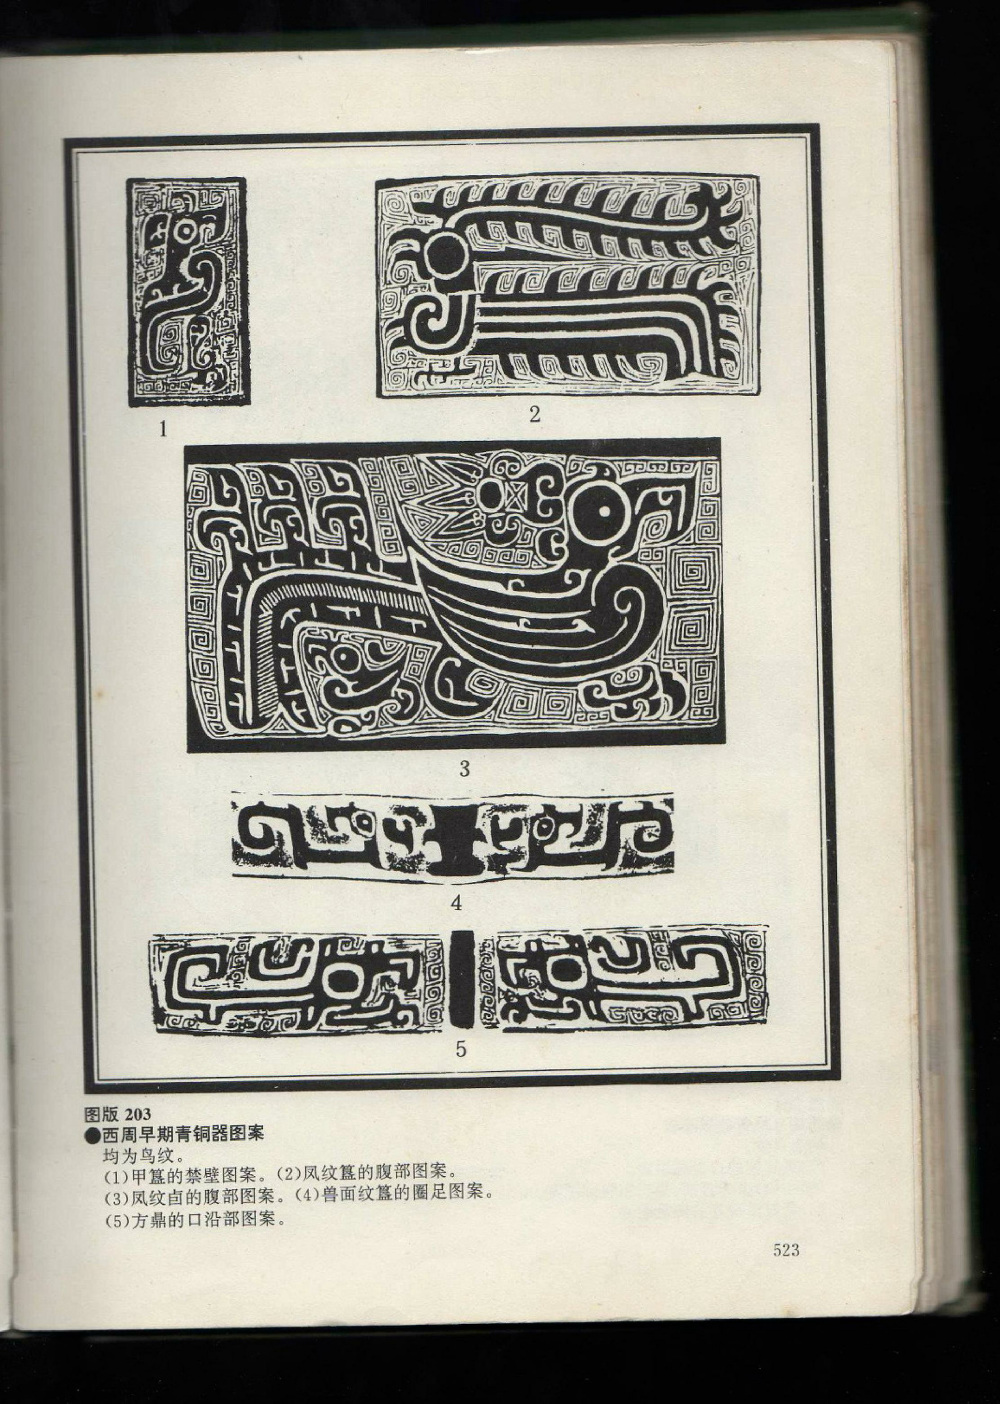 1
2
3
4
5
图版 203
●西周早期青铜器图案
均为鸟纹。
(1)甲簋的禁壁图案。(2)凤纹簋的腹部图案。
(3)凤纹卣的腹部图案。(4)兽面纹簋的圈足图案。
(5)方鼎的口沿部图案。
523